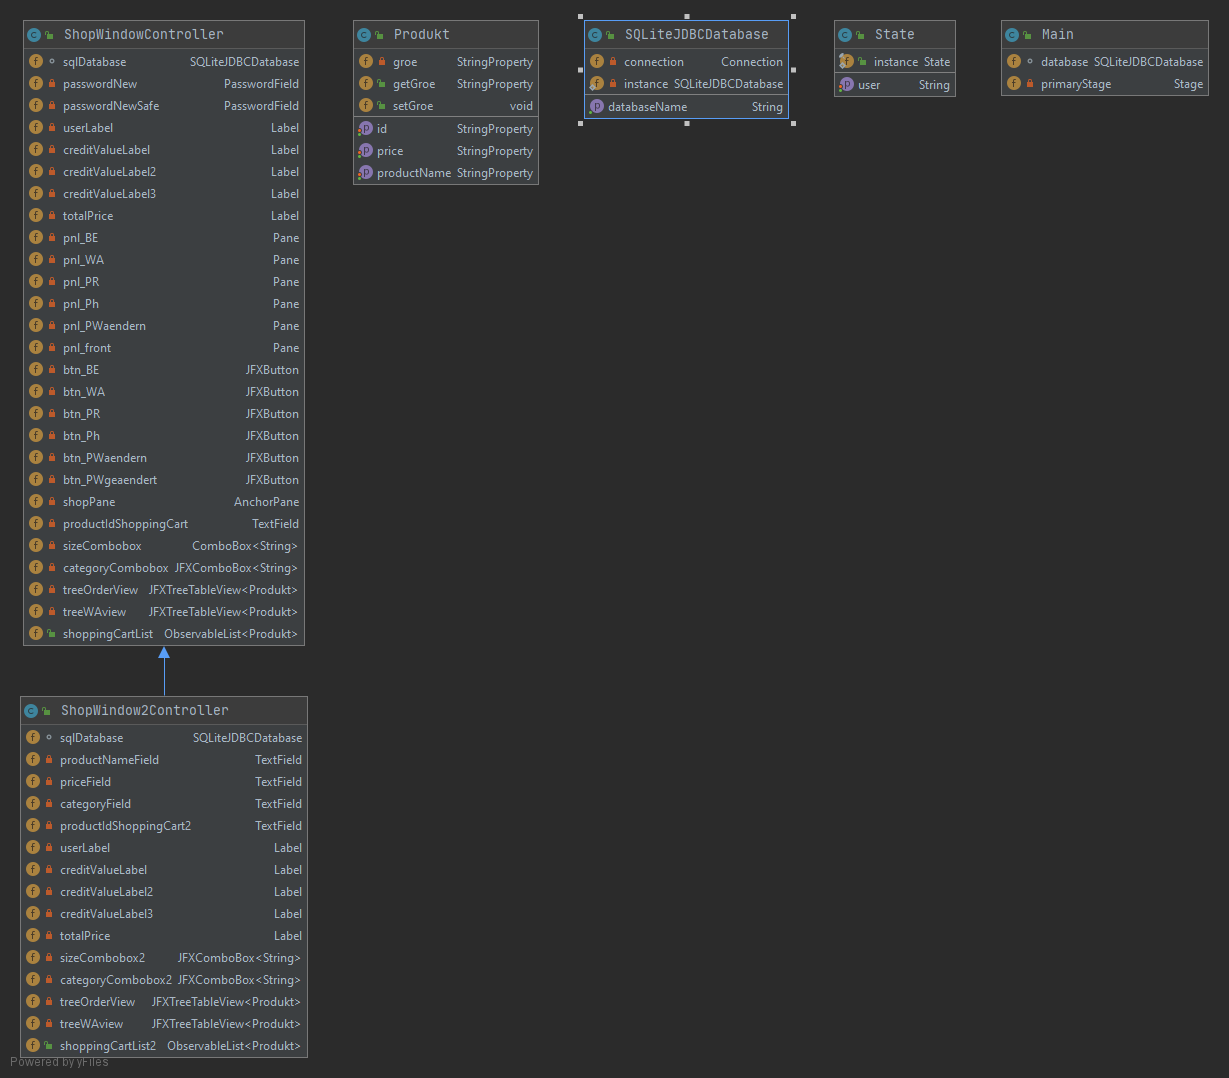 ShopWindowController
sqlDatabase SQLiteJDBCDatabase
passwordNew PasswordField
passwordNewSafe PasswordField
userLabel Label
creditValueLabel Label
creditValueLabel2 Label
creditValueLabel3 Label
totalPrice Label
pnl_BE Pane
pnl_WA Pane
pnl_PR Pane
pnl_Ph Pane
pnl_PWaendern Pane
pnl_front Pane
btn_BE JFXButton
btn_WA JFXButton
btn_PR JFXButton
btn_Ph JFXButton
btn_PWaendern JFXButton
btn_PWgeaendert JFXButton
shopPane AnchorPane
productIdShoppingCart TextField
sizeCombobox ComboBox<String>
categoryCombobox JFXComboBox<String>
treeOrderView JFXTreeTableView<Produkt>
treeWAview JFXTreeTableView<Produkt>
shoppingCartList ObservableList<Produkt>
Produkt
groe StringProperty
getGroe StringProperty
setGroe void
id StringProperty
price StringProperty
productName StringProperty
SQLiteJDBCDatabase
connection Connection
instance SQLiteJDBCDatabase
databaseName String
State
instance State
user String
Main
database SQLiteJDBCDatabase
primaryStage Stage
ShopWindow2Controller
sqlDatabase SQLiteJDBCDatabase
productNameField TextField
priceField TextField
categoryField TextField
productIdShoppingCart2 TextField
userLabel Label
creditValueLabel Label
creditValueLabel2 Label
creditValueLabel3 Label
totalPrice Label
sizeCombobox2 JFXComboBox<String>
categoryCombobox2 JFXComboBox<String>
treeOrderView JFXTreeTableView<Produkt>
treeWAview JFXTreeTableView<Produkt>
shoppingCartList2 ObservableList<Produkt>
Powered by yFiles